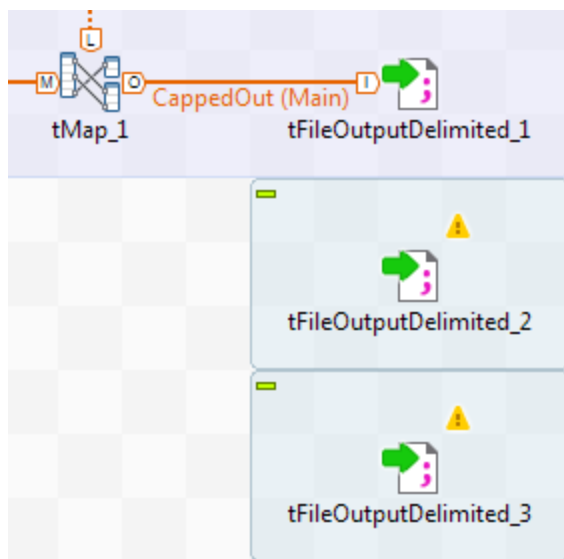 L
M
O
I
CappedOut (Main)
tMap_1
tFileOutputDelimited_1
tFileOutputDelimited_2
tFileOutputDelimited_3